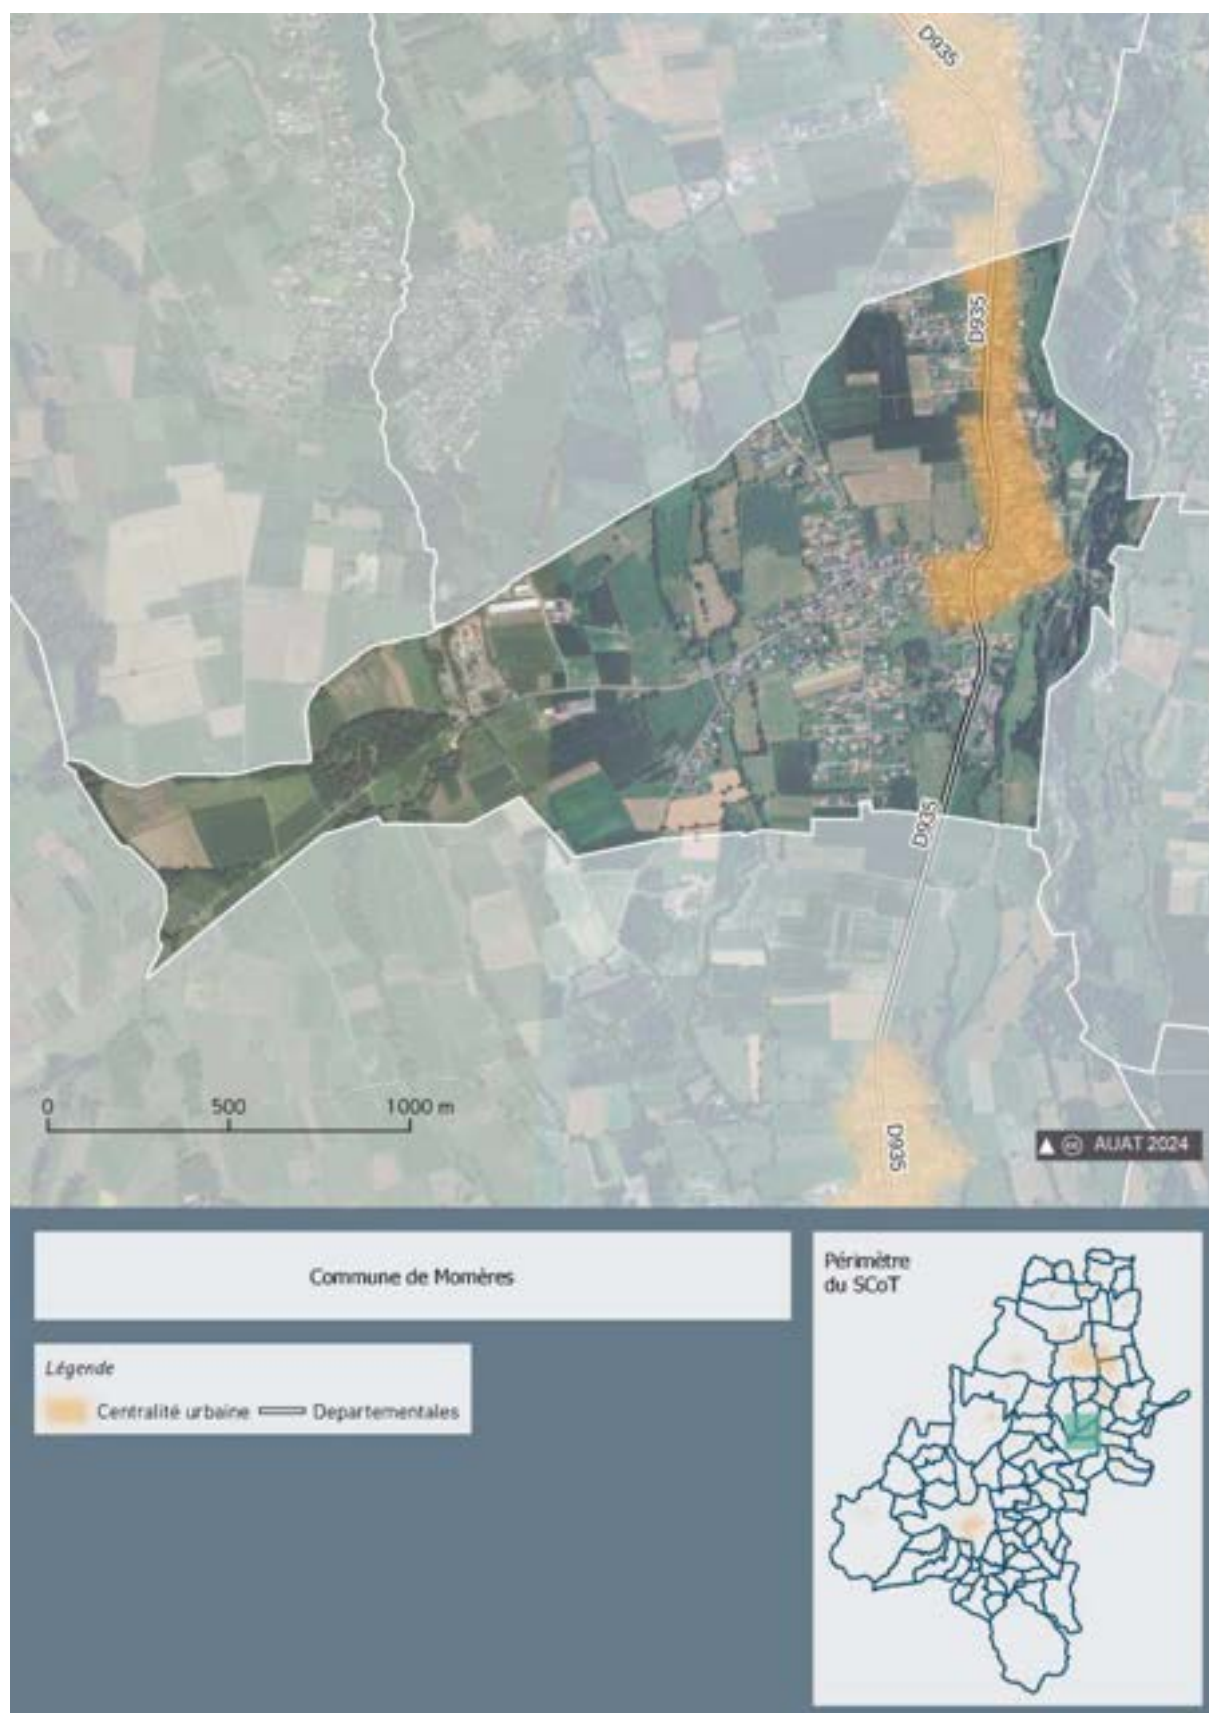 D935
D935
D935
0 500 1000 m
D935
AUAT 2024
Commune de Momères
Périmètre
du SCoT
Légende
Centralité urbaine Departementales